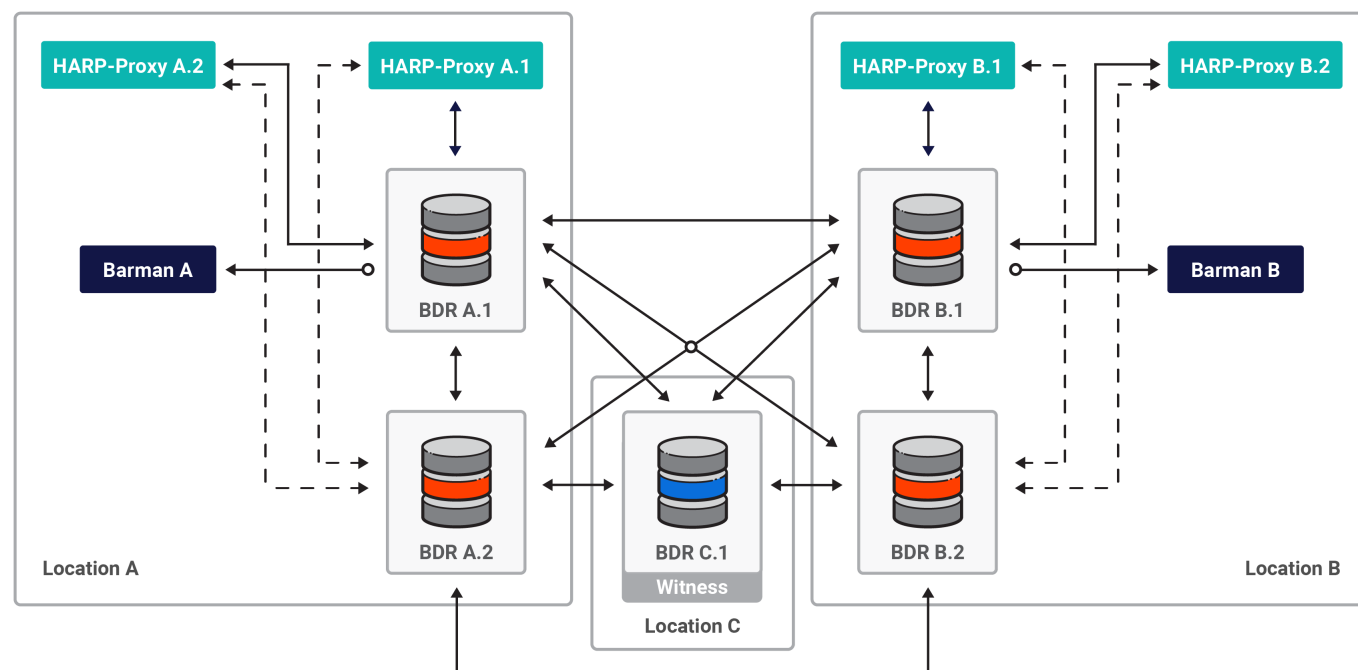 HARP-Proxy A.2
HARP-Proxy A.1
HARP-Proxy B.1
HARP-Proxy B.2
Barman A
BDR A.1
BDR B.1
Barman B
BDR A.2
BDR C.1
BDR B.2
Witness
Location A
Location C
Location B